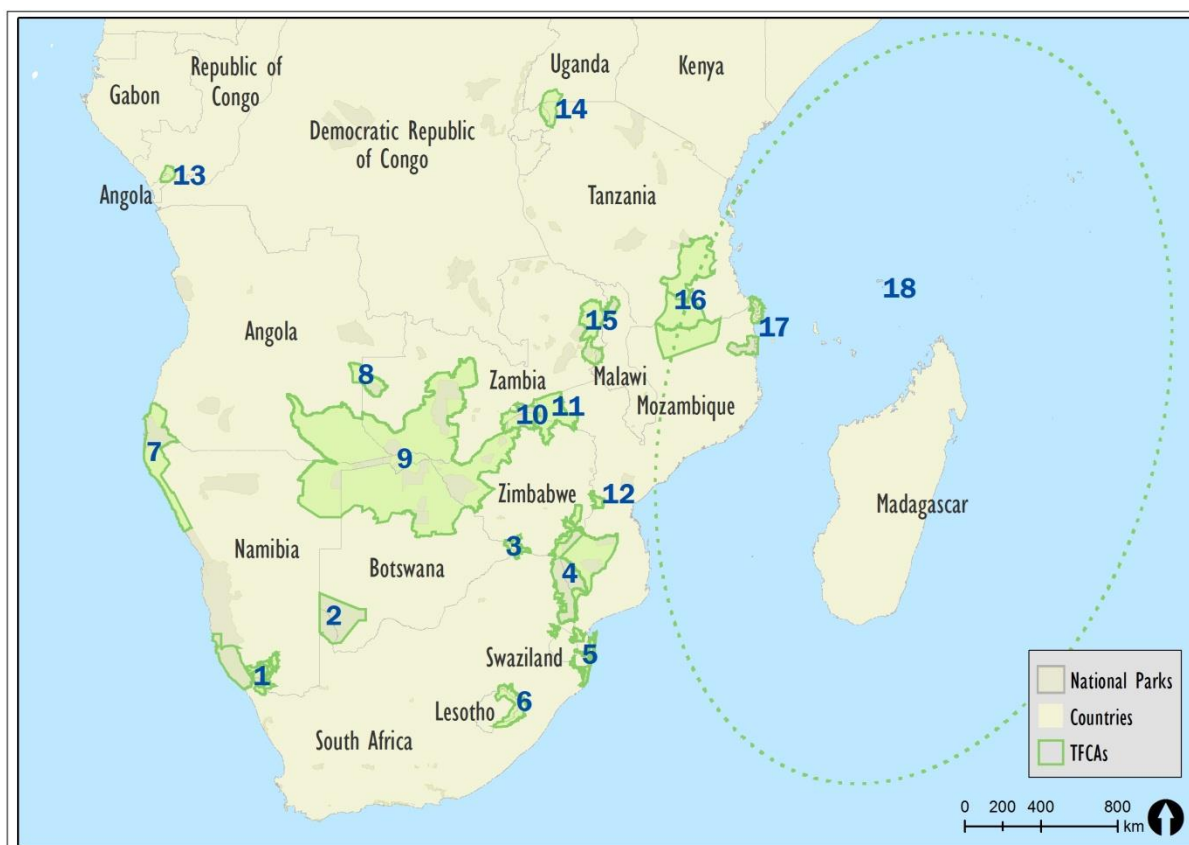 Uganda
Kenya
Republic of
Congo
Gabon
Democratic Republic
of Congo
14
13
Angola
Tanzania
18
16
17
15
Angola
8
Zambia
Malawi
10
11
Mozambique
7
9
Zimbabwe
12
Madagascar
3
Namibia
Botswana
4
2
5
Swaziland
1
6
Lesotho
South Africa
National Parks
Countries
TFCAs
0 200 400 800
km